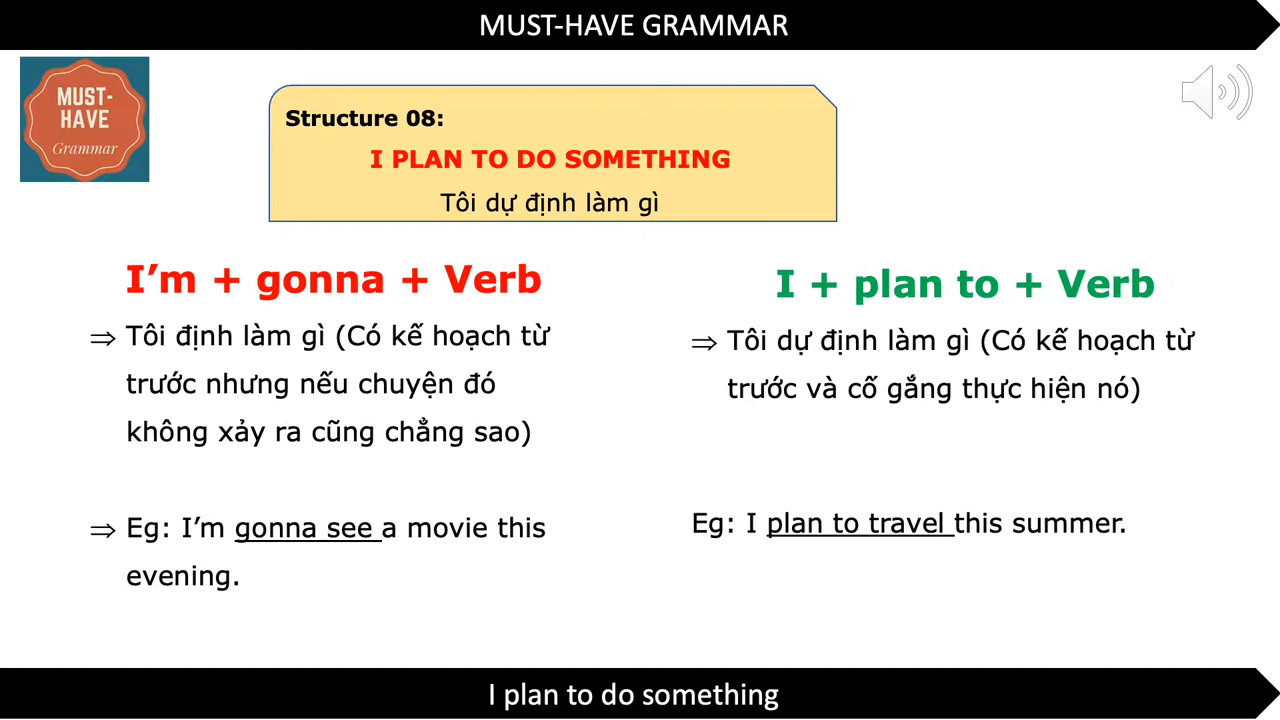 MUST-HAVE GRAMMAR
MUST-
HAVE
Grammar
Structure 08:
I PLAN TO DO SOMETHING
Tôi dự định làm gì
I’m + gonna + Verb
⇒ Tôi định làm gì (Có kế hoạch từ
trước nhưng nếu chuyện đó
không xảy ra cũng chẳng sao)
⇒ Eg: I’m gonna see a movie this
evening.
I + plan to + Verb
⇒ Tôi dự định làm gì (Có kế hoạch từ
trước và cố gắng thực hiện nó)
Eg: I plan to travel this summer.
I plan to do something